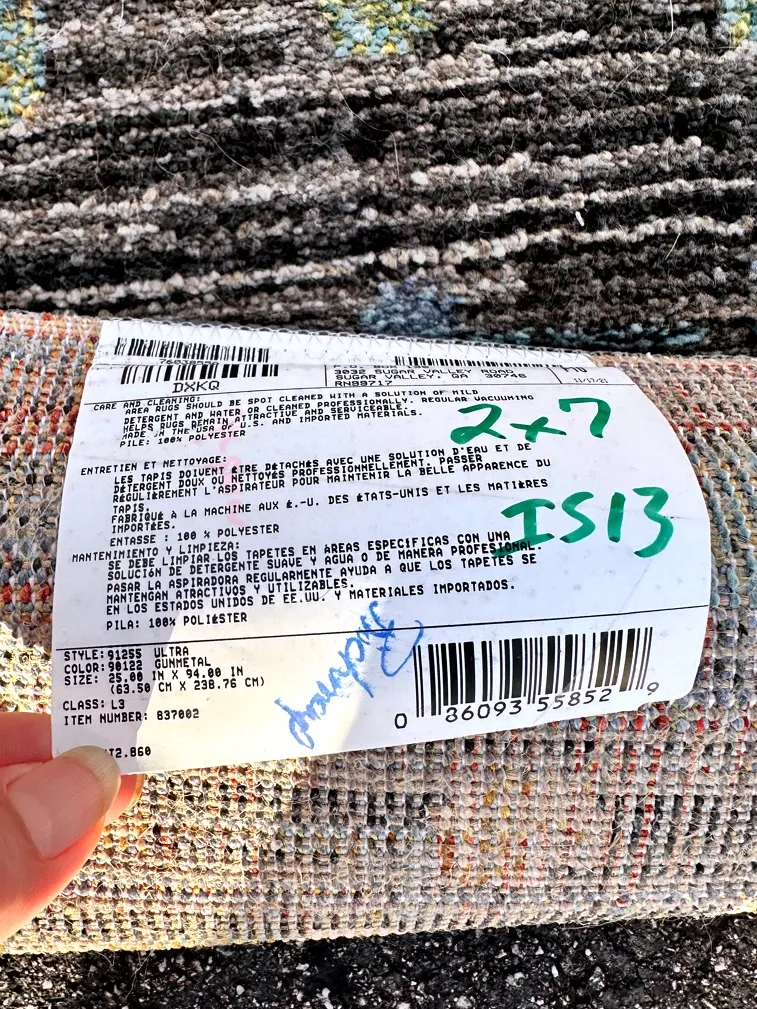 DXKQ
3032 SUGAR VALLEY ROAD
SUGAR VALLEY, GA 30746
RN99717
11/17/21
CARE AND CLEANING:
AREA RUGS SHOULD BE SPOT CLEANED WITH A SOLUTION OF MILD
DETERGENT AND WATER OR CLEANED PROFESSIONALLY. REGULAR VACUUMING
HELPS RUGS REMAIN ATTRACTIVE AND SERVICEABLE.
MADE IN THE USA OF U.S. AND IMPORTED MATERIALS.
PILE: 100% POLYESTER
2x7
ENTRETIEN ET NETTOYAGE:
LES TAPIS DOIVENT ÊTRE DÉTACHÉS AVEC UNE SOLUTION D'EAU ET DE
DÉTERGENT DOUX OU NETTOYÉS PROFESSIONNELLEMENT. PASSER
RÉGULIÈREMENT L'ASPIRATEUR POUR MAINTENIR LA BELLE APPARENCE DU
TAPIS.
FABRIQUÉ À LA MACHINE AUX É.-U. DES ÉTATS-UNIS ET LES MATIÈRES
IMPORTÉES.
ENTASSE : 100 % POLYESTER
IS13
MANTENIMIENTO Y LIMPIEZA:
SE DEBE LIMPIAR LOS TAPETES EN ÁREAS ESPECIFICAS CON UNA
SOLUCIÓN DE DETERGENTE SUAVE Y AGUA O DE MANERA PROFESIONAL.
PASAR LA ASPIRADORA REGULARMENTE AYUDA A QUE LOS TAPETES SE
MANTENGAN ATRACTIVOS Y UTILIZABLES.
EN LOS ESTADOS UNIDOS DE EE.UU. Y MATERIALES IMPORTADOS.
PILA: 100% POLIÉSTER
STYLE: 91255 ULTRA
COLOR: 90122 GUNMETAL
SIZE: 25.00 IN X 94.00 IN
(63.50 CM X 238.76 CM)
CLASS: L3
ITEM NUMBER: 837002
T2.860
0 86093 55852 9